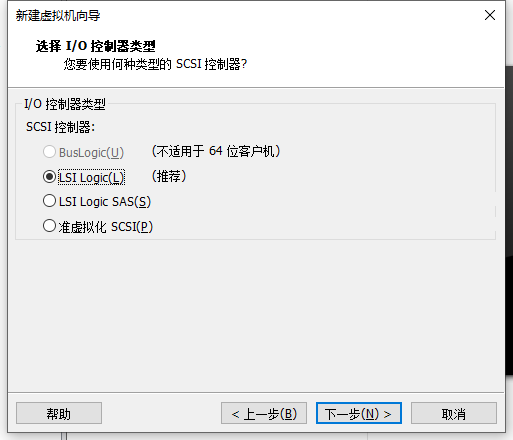 新建虚拟机向导
选择 I/O 控制器类型
您要使用何种类型的 SCSI 控制器?
I/O 控制器类型
SCSI 控制器:
BusLogic(U) (不适用于 64 位客户机)
LSI Logic(L) (推荐)
LSI Logic SAS(S)
准虚拟化 SCSI(P)
帮助 < 上一步(B) 下一步(N) > 取消